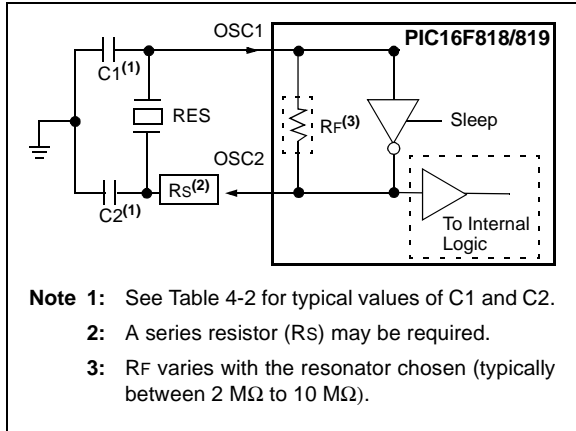 OSC1
PIC16F818/819
C1(1)
RES
RF(3)
Sleep
OSC2
RS(2)
C2(1)
To Internal
Logic
Note 1: See Table 4-2 for typical values of C1 and C2.
2: A series resistor (RS) may be required.
3: RF varies with the resonator chosen (typically
between 2 MΩ to 10 MΩ).